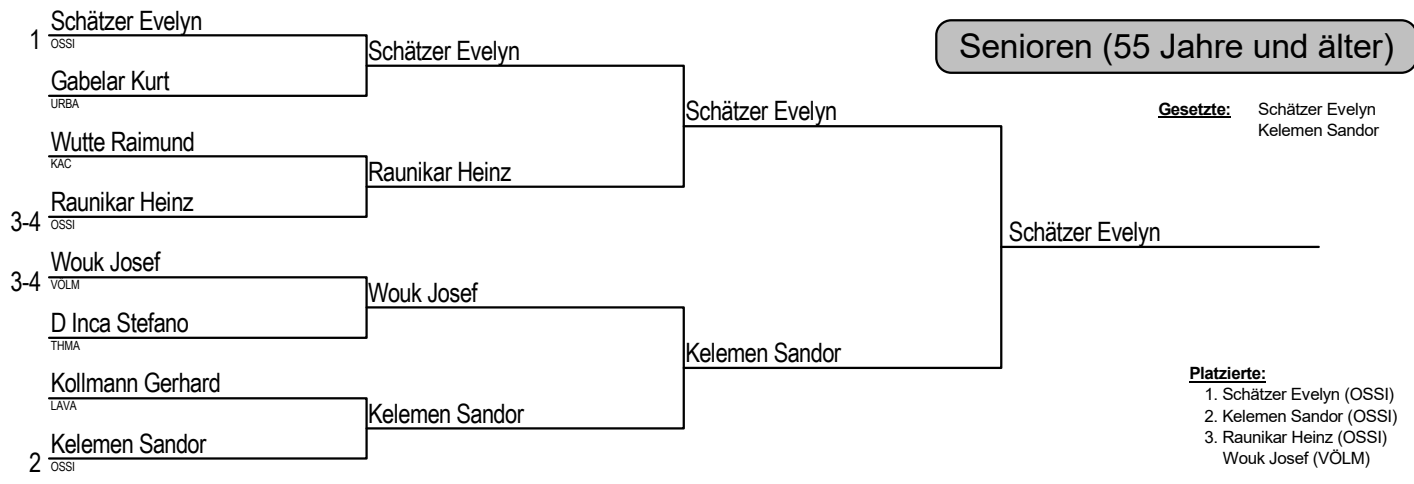 Senioren (55 Jahre und älter)
Gesetzte: Schätzer Evelyn
Kelemen Sandor
1 Schätzer Evelyn
OSSI
Gabelar Kurt
URBA
Wutte Raimund
KAC
3-4 Raunikar Heinz
OSSI
3-4 Wouk Josef
VÖLM
D Inca Stefano
THMA
Kollmann Gerhard
LAVA
2 Kelemen Sandor
OSSI
Schätzer Evelyn
Raunikar Heinz
Wouk Josef
Kelemen Sandor
Schätzer Evelyn
Kelemen Sandor
Schätzer Evelyn
Platzierte:
1. Schätzer Evelyn (OSSI)
2. Kelemen Sandor (OSSI)
3. Raunikar Heinz (OSSI)
Wouk Josef (VÖLM)